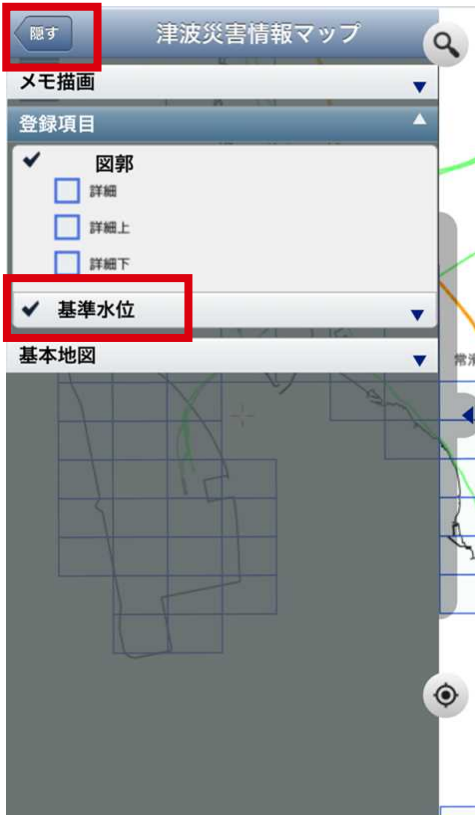 隠す
津波災害情報マップ
メモ描画
登録項目
図郭
詳細
詳細上
詳細下
基準水位
基本地図